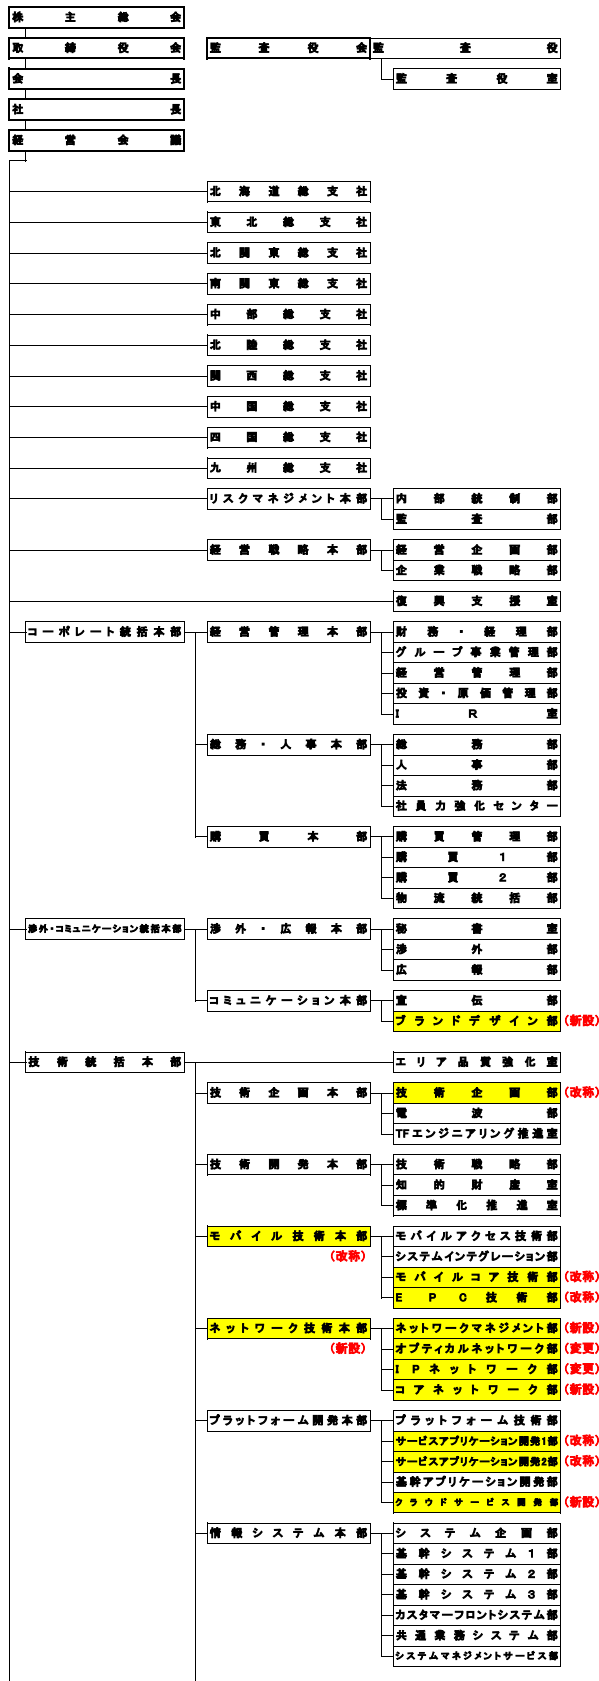 株主総会
取締役会 監査役会 監査役
会長 監査役室
社長
経営会議
北海道総支社
東北総支社
北関東総支社
南関東総支社
中部総支社
北陸総支社
関西総支社
中国総支社
四国総支社
九州総支社
リスクマネジメント本部 内部統制部
監査部
経営戦略本部 経営企画部
企業戦略部
復興支援室
コーポレート統括本部 経営管理本部 財務・経理部
グループ事業管理部
経営管理部
投資・原価管理部
IR室
総務・人事本部 総務部
人事部
法務部
社員力強化センター
購買本部 購買管理部
購買1部
購買2部
物流統括部
渉外・コミュニケーション統括本部 渉外・広報本部 秘書室
渉外部
広報部
コミュニケーション本部 宣伝部
ブランドデザイン部 (新設)
技術統括本部 エリア品質強化室
技術企画本部 技術企画部 (改称)
電波部
TFエンジニアリング推進室
技術開発本部 技術戦略部
知的財産室
標準化推進室
モバイル技術本部 モバイルアクセス技術部
(改称) システムインテグレーション部
モバイルコア技術部 (改称)
EPC技術部 (改称)
ネットワーク技術本部 ネットワークマネジメント部 (新設)
(新設) オプティカルネットワーク部 (変更)
IPネットワーク部 (変更)
コアネットワーク部 (新設)
プラットフォーム開発本部 プラットフォーム技術部
サービスアプリケーション開発1部 (改称)
サービスアプリケーション開発2部 (改称)
基幹アプリケーション開発部
クラウドサービス開発部 (新設)
情報システム本部 システム企画部
基幹システム1部
基幹システム2部
基幹システム3部
カスタマーフロントシステム部
共通業務システム部
システムマネジメントサービス部